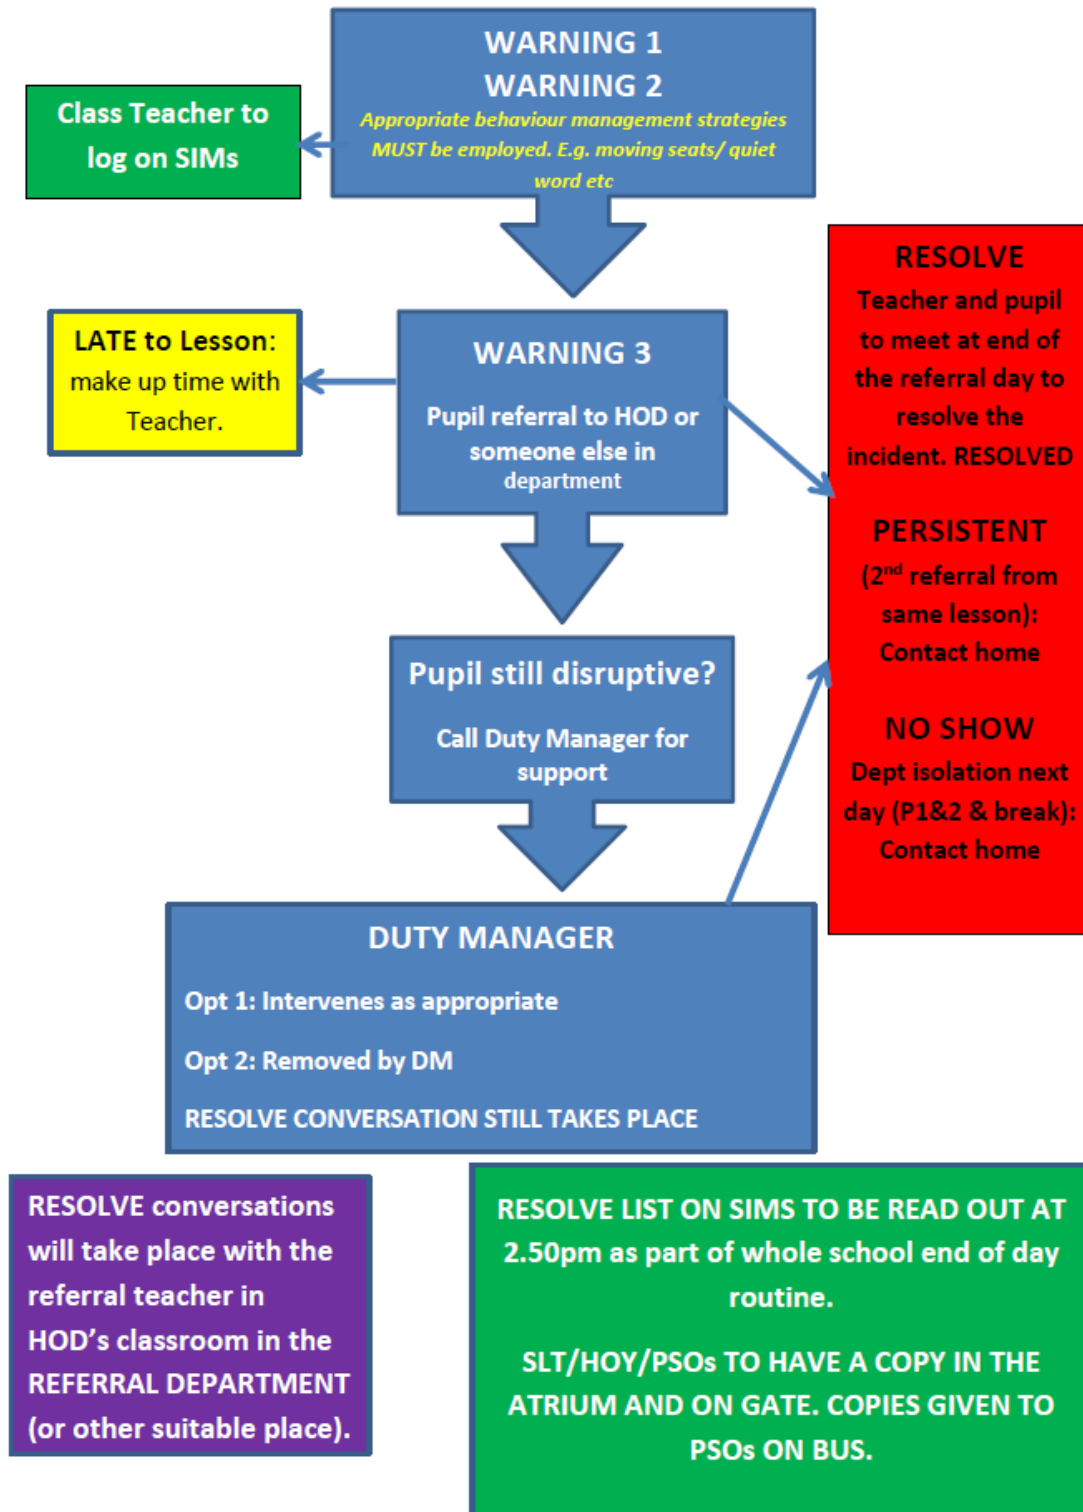 WARNING 1
WARNING 2
Appropriate behaviour management strategies
MUST be employed. E.g. moving seats/ quiet
word etc
Class Teacher to
log on SIMs
WARNING 3
Pupil referral to HOD or
someone else in
department
LATE to Lesson:
make up time with
Teacher.
RESOLVE
Teacher and pupil
to meet at end of
the referral day to
resolve the
incident. RESOLVED
PERSISTENT
(2nd referral from
same lesson):
Contact home
NO SHOW
Dept isolation next
day (P1&2 & break):
Contact home
Pupil still disruptive?
Call Duty Manager for
support
DUTY MANAGER
Opt 1: Intervenes as appropriate
Opt 2: Removed by DM
RESOLVE CONVERSATION STILL TAKES PLACE
RESOLVE conversations
will take place with the
referral teacher in
HOD's classroom in the
REFERRAL DEPARTMENT
(or other suitable place).
RESOLVE LIST ON SIMS TO BE READ OUT AT
2.50pm as part of whole school end of day
routine.
SLT/HOY/PSOs TO HAVE A COPY IN THE
ATRIUM AND ON GATE. COPIES GIVEN TO
PSOs ON BUS.